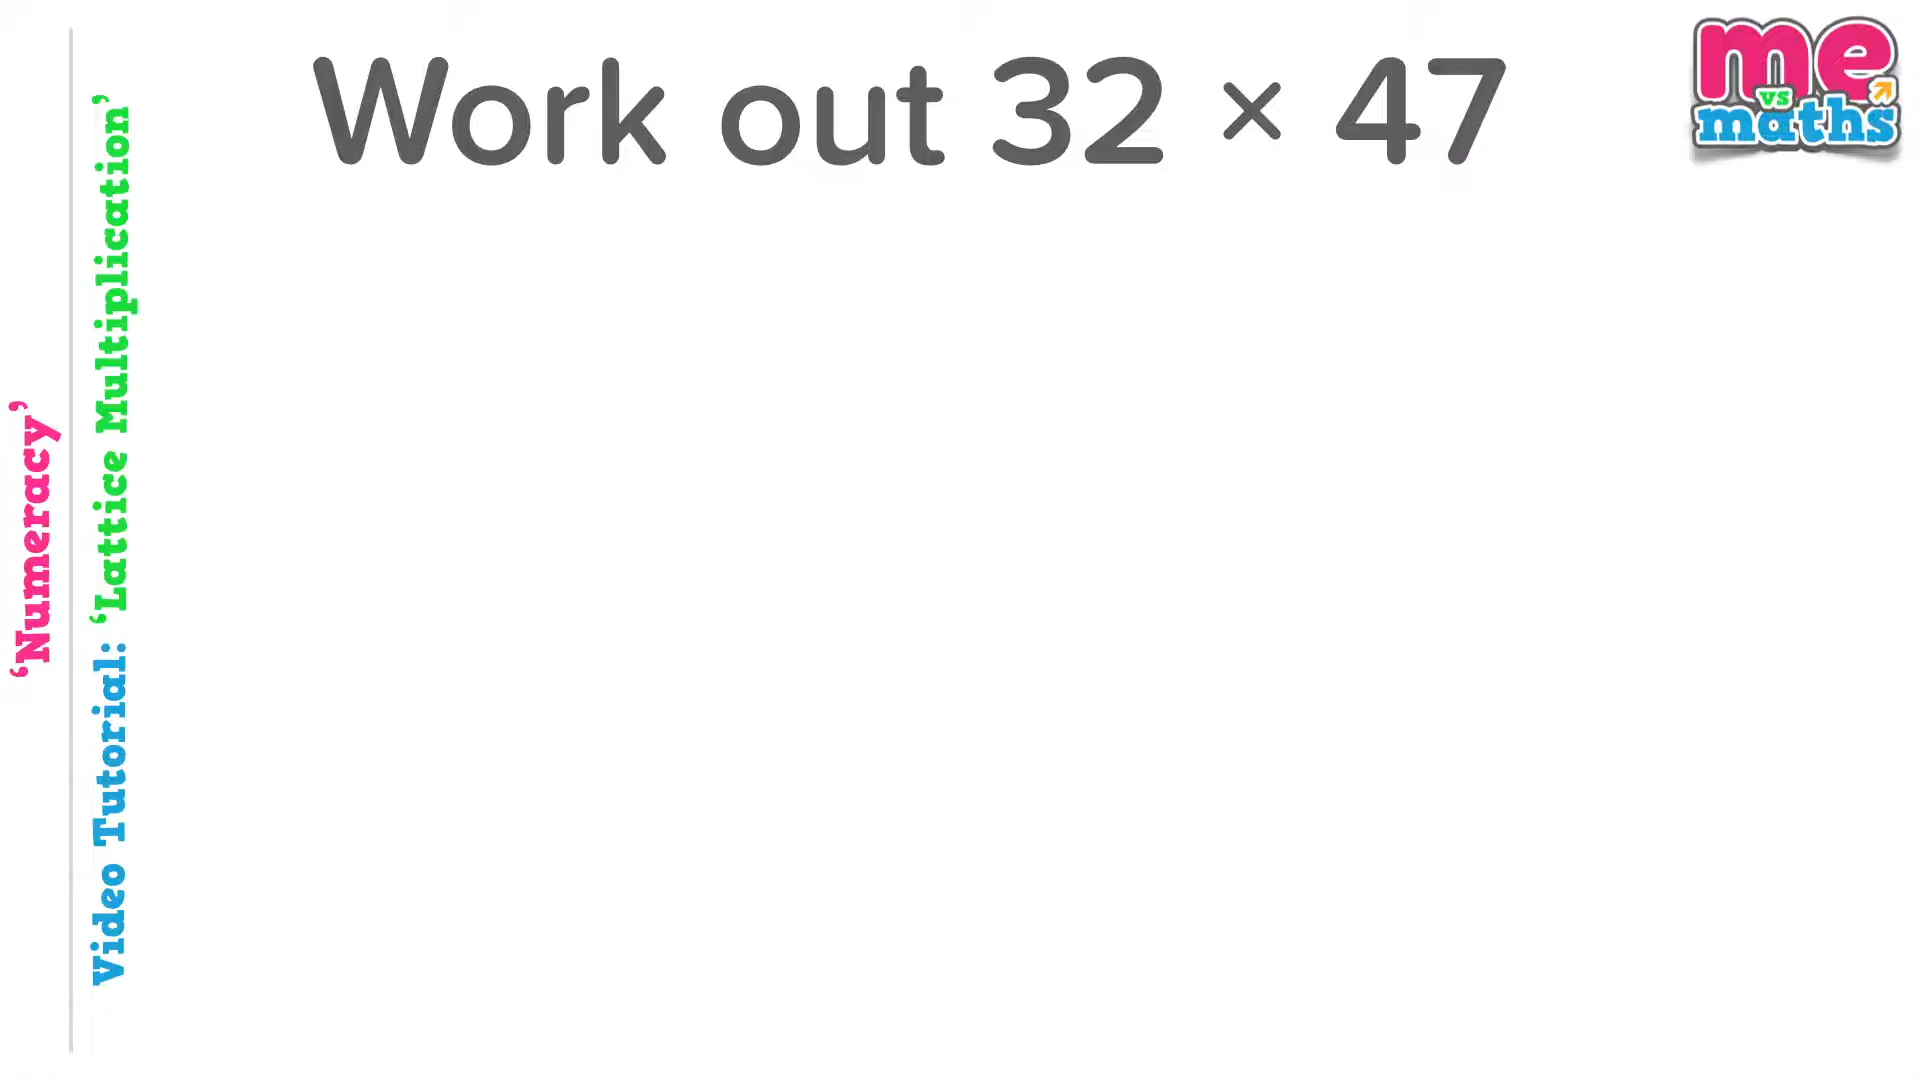 Work out 32 × 47
me
vs
maths
‘Numeracy’
Video Tutorial: ‘Lattice Multiplication’